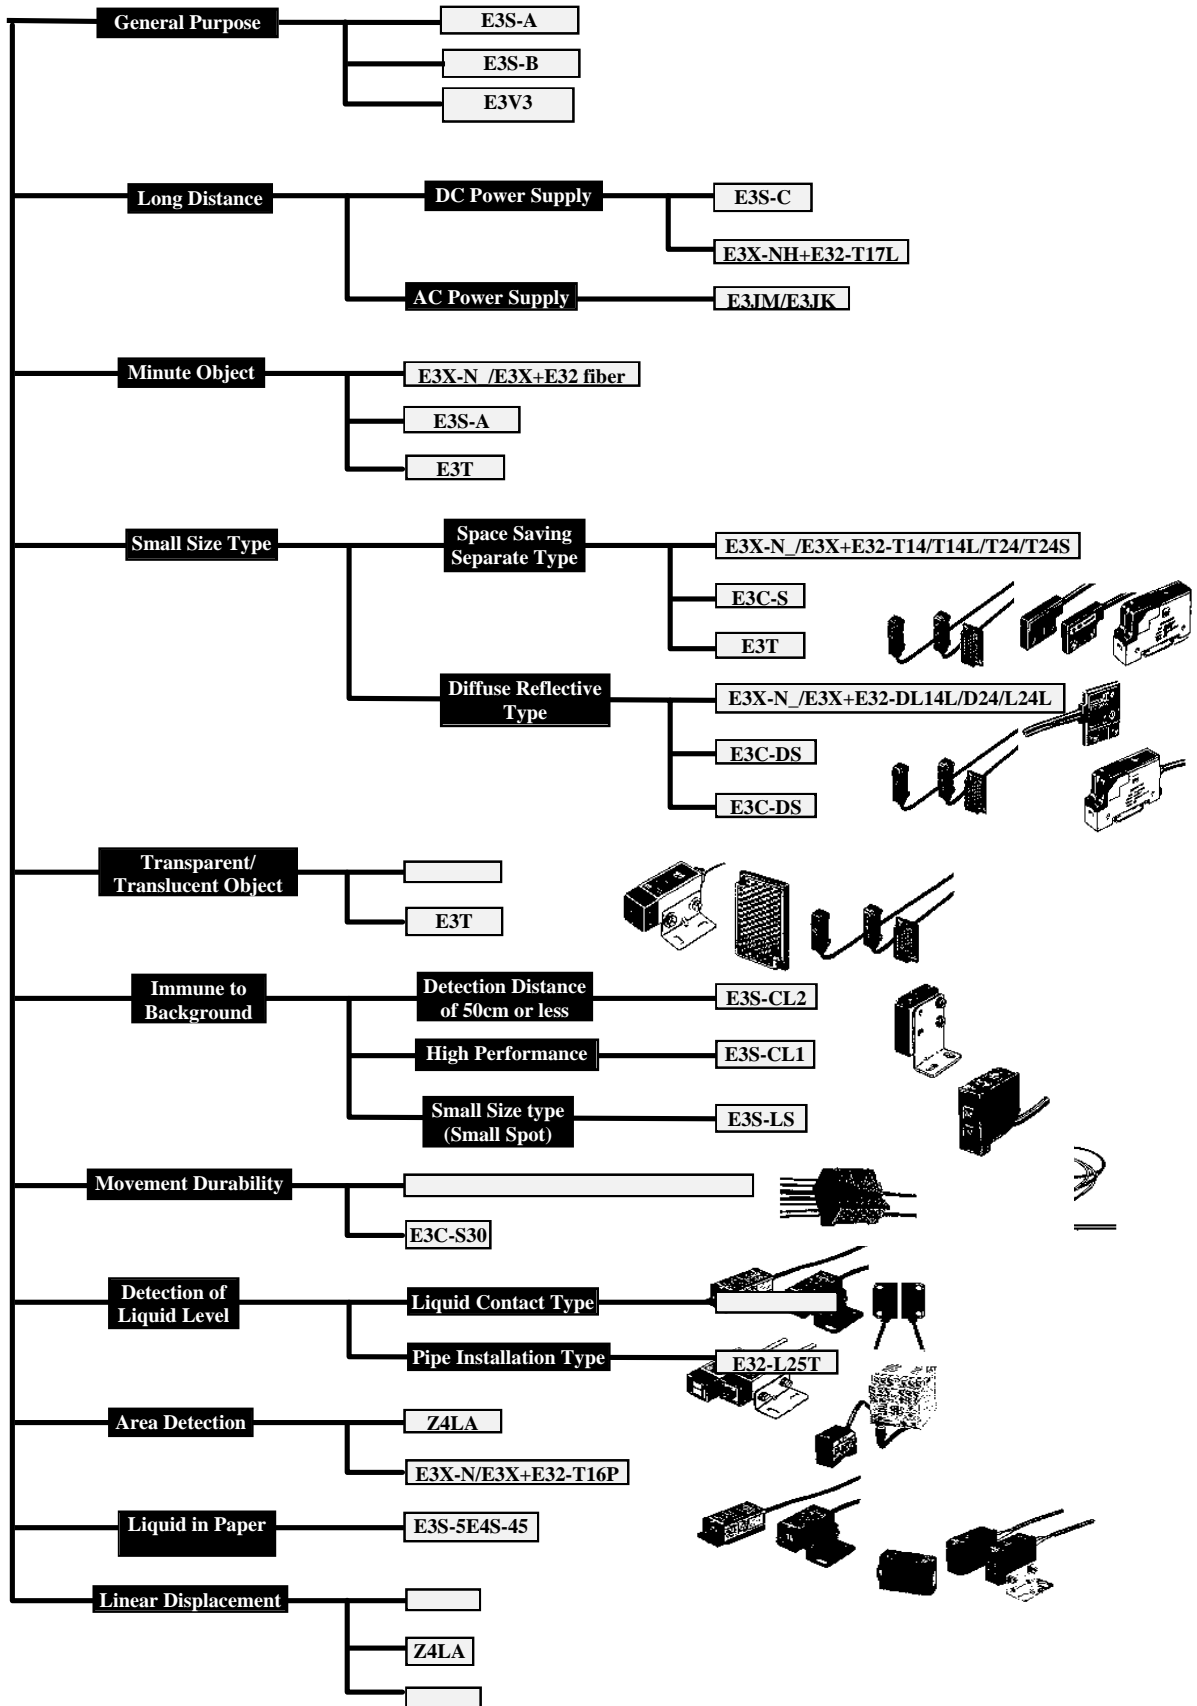 General Purpose
E3S-A
E3S-B
E3V3
Long Distance
DC Power Supply
E3S-C
E3X-NH+E32-T17L
AC Power Supply
E3JM/E3JK
Minute Object
E3X-N_/E3X+E32 fiber
E3S-A
E3T
Small Size Type
Space Saving
Separate Type
E3X-N_/E3X+E32-T14/T14L/T24/T24S
E3C-S
E3T
Diffuse Reflective
Type
E3X-N_/E3X+E32-DL14L/D24/L24L
E3C-DS
E3C-DS
Transparent/
Translucent Object
E3T
Immune to
Background
Detection Distance
of 50cm or less
E3S-CL2
High Performance
E3S-CL1
Small Size type
(Small Spot)
E3S-LS
Movement Durability
E3C-S30
Detection of
Liquid Level
Liquid Contact Type
Pipe Installation Type
E32-L25T
Area Detection
Z4LA
E3X-N/E3X+E32-T16P
Liquid in Paper
E3S-5E4S-45
Linear Displacement
Z4LA